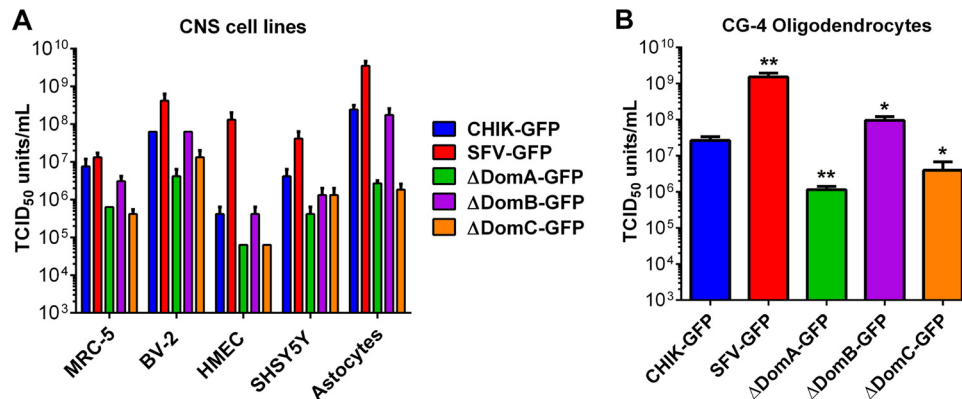 A
CNS cell lines
TCID50 units/mL
10^10
10^9
10^8
10^7
10^6
10^5
10^4
10^3
MRC-5
BV-2
HMEC
SHSY5Y
Astocytes
CHIK-GFP
SFV-GFP
ΔDomA-GFP
ΔDomB-GFP
ΔDomC-GFP
B
CG-4 Oligodendrocytes
TCID50 units/mL
10^10
10^9
10^8
10^7
10^6
10^5
10^4
10^3
**
**
*
*
CHIK-GFP
SFV-GFP
ΔDomA-GFP
ΔDomB-GFP
ΔDomC-GFP